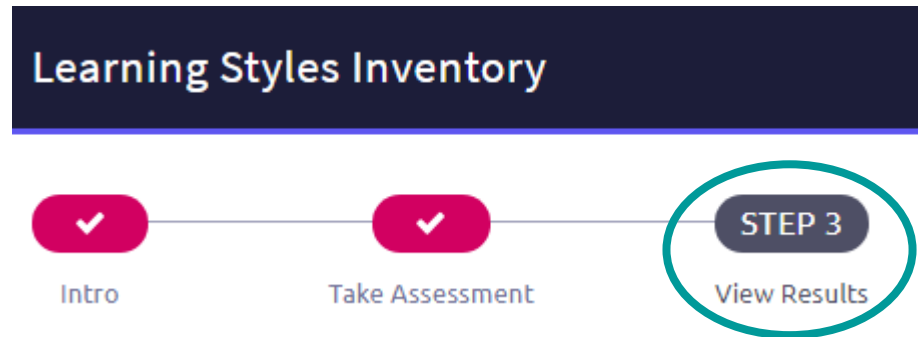 Learning Styles Inventory
STEP 3
Intro
Take Assessment
View Results